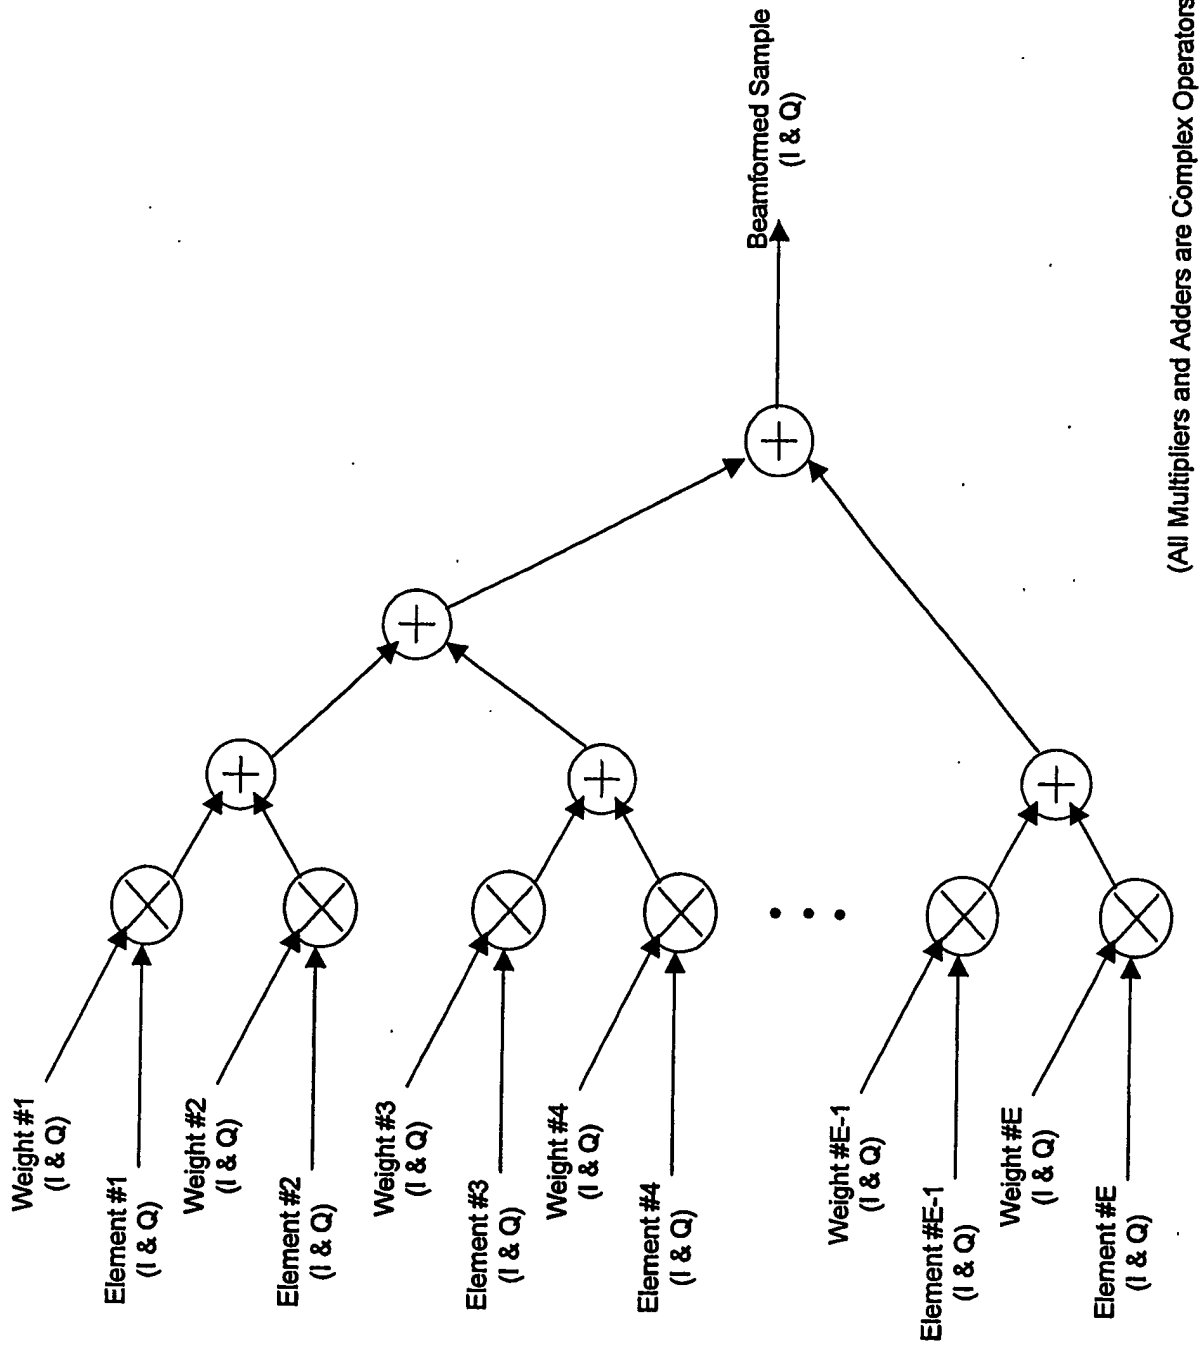 Weight #1
(I & Q)
Element #1
(I & Q)
Weight #2
(I & Q)
Element #2
(I & Q)
Weight #3
(I & Q)
Element #3
(I & Q)
Weight #4
(I & Q)
Element #4
(I & Q)
Weight #E-1
(I & Q)
Element #E-1
(I & Q)
Weight #E
(I & Q)
Element #E
(I & Q)
Beamformed Sample
(I & Q)
(All Multipliers and Adders are Complex Operators